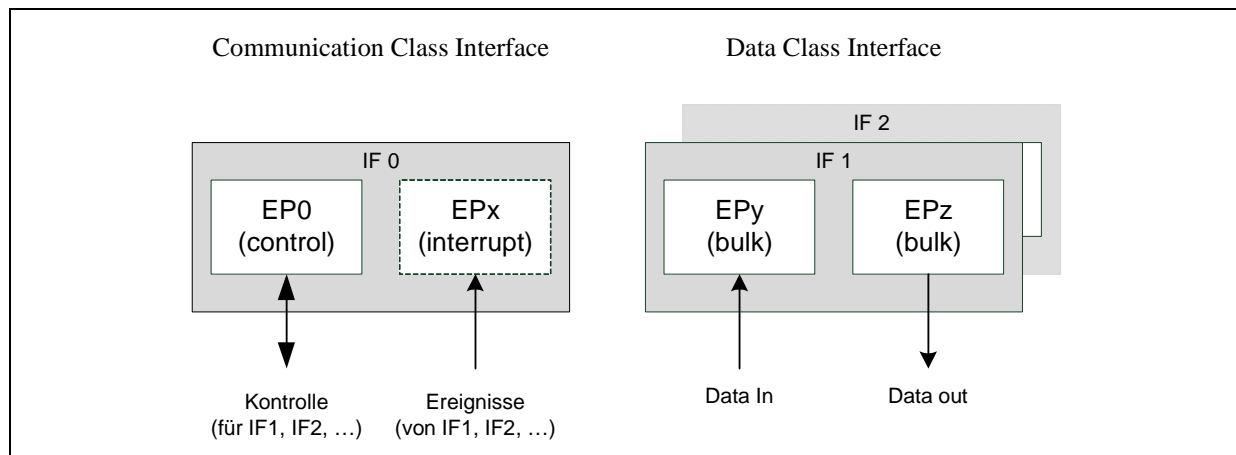 Communication Class Interface
Data Class Interface
IF 0
EP0
(control)
EPx
(interrupt)
IF 2
IF 1
EPy
(bulk)
EPz
(bulk)
Kontrolle
(für IF1, IF2, …)
Ereignisse
(von IF1, IF2, …)
Data In
Data out